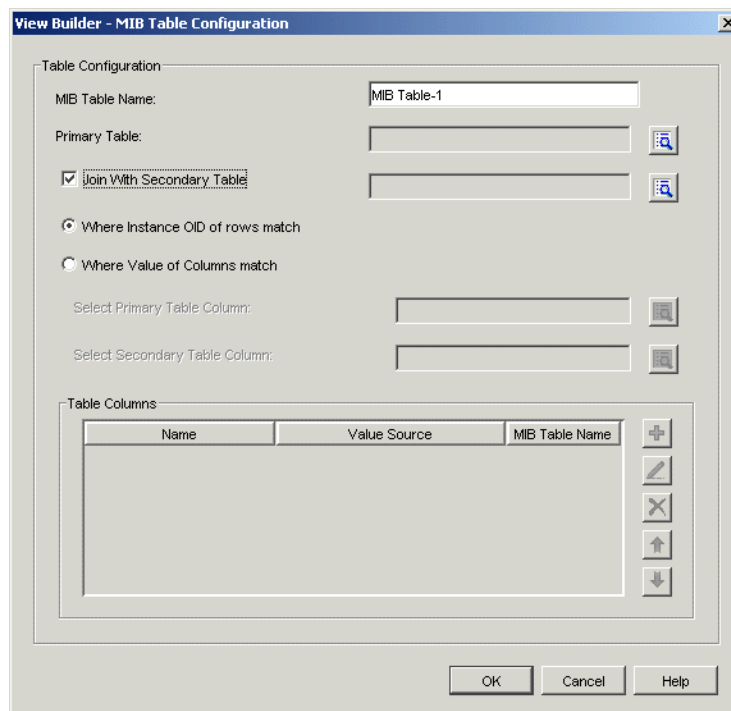 View Builder - MIB Table Configuration
Table Configuration
MIB Table Name:
MIB Table-1
Primary Table:
Join With Secondary Table
Where Instance OID of rows match
Where Value of Columns match
Select Primary Table Column:
Select Secondary Table Column:
Table Columns
Name Value Source MIB Table Name
OK Cancel Help